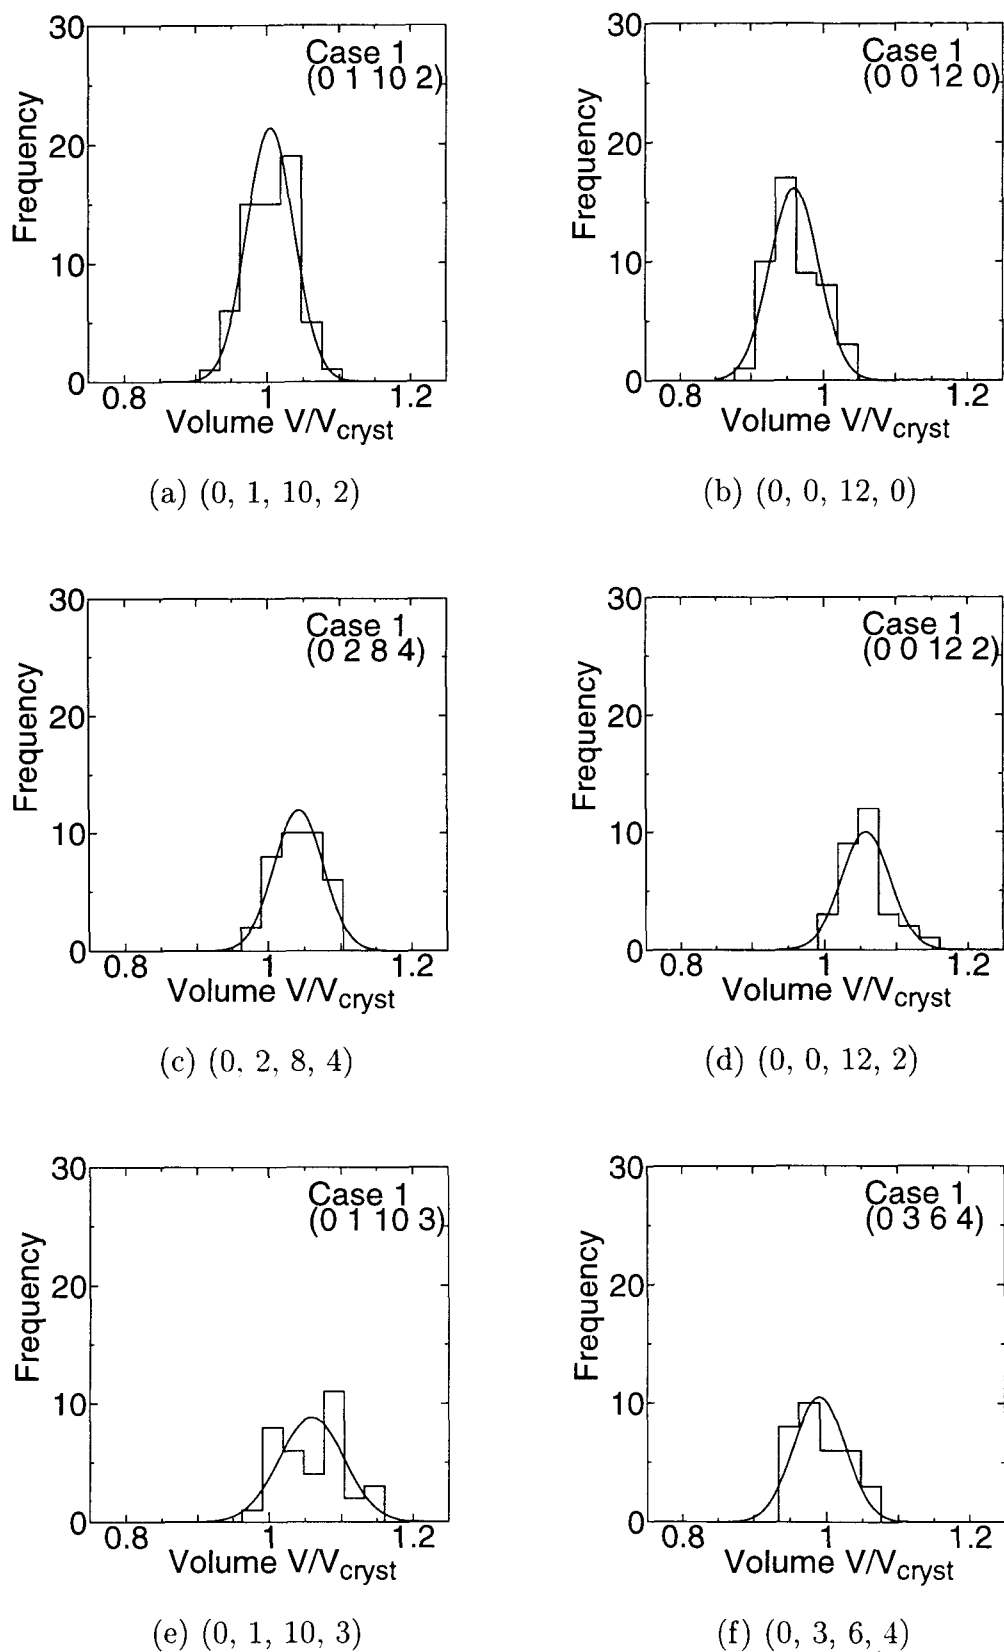 30
20
10
0
Frequency
Case 1
(0 1 10 2)
0.8
1
1.2
Volume V/Vcryst
(a) (0, 1, 10, 2)
30
20
10
0
Frequency
Case 1
(0 0 12 0)
0.8
1
1.2
Volume V/Vcryst
(b) (0, 0, 12, 0)
30
20
10
0
Frequency
Case 1
(0 2 8 4)
0.8
1
1.2
Volume V/Vcryst
(c) (0, 2, 8, 4)
30
20
10
0
Frequency
Case 1
(0 0 12 2)
0.8
1
1.2
Volume V/Vcryst
(d) (0, 0, 12, 2)
30
20
10
0
Frequency
Case 1
(0 1 10 3)
0.8
1
1.2
Volume V/Vcryst
(e) (0, 1, 10, 3)
30
20
10
0
Frequency
Case 1
(0 3 6 4)
0.8
1
1.2
Volume V/Vcryst
(f) (0, 3, 6, 4)